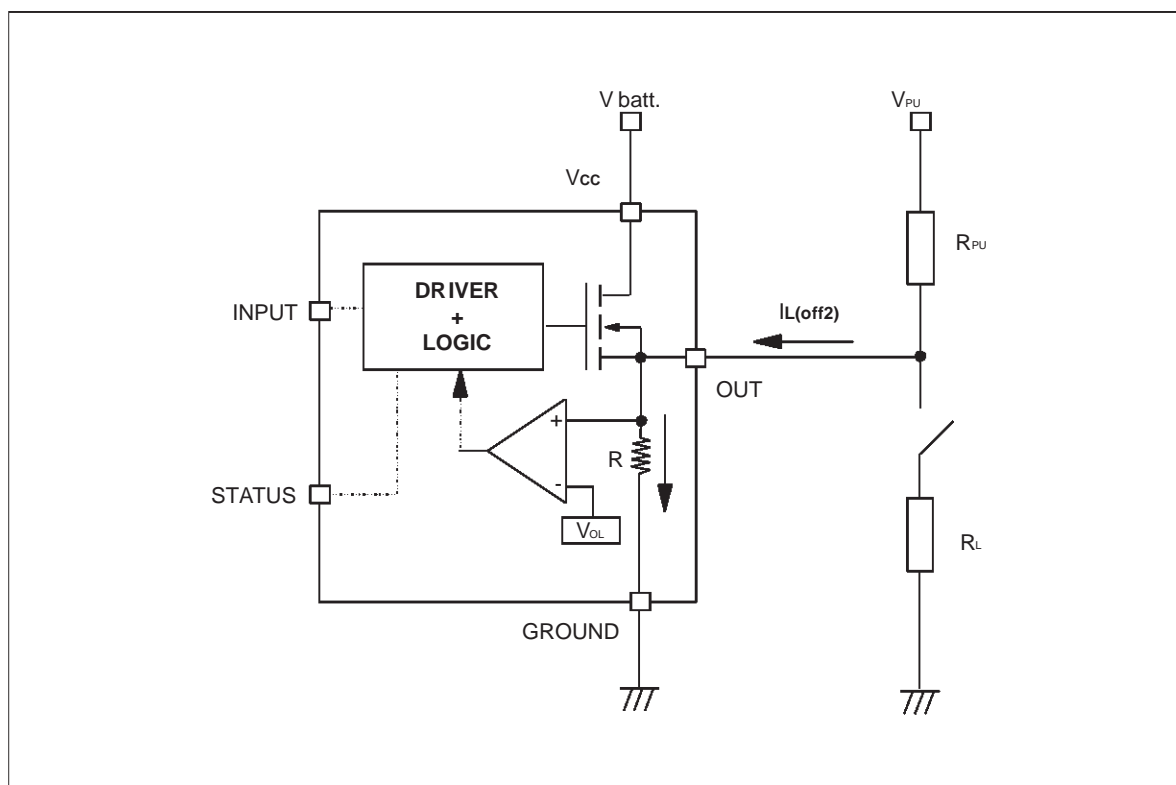 V batt.
VPU
Vcc
RPU
DRIVER
+
LOGIC
INPUT
IL(off2)
OUT
+
R
-
STATUS
VOL
RL
GROUND